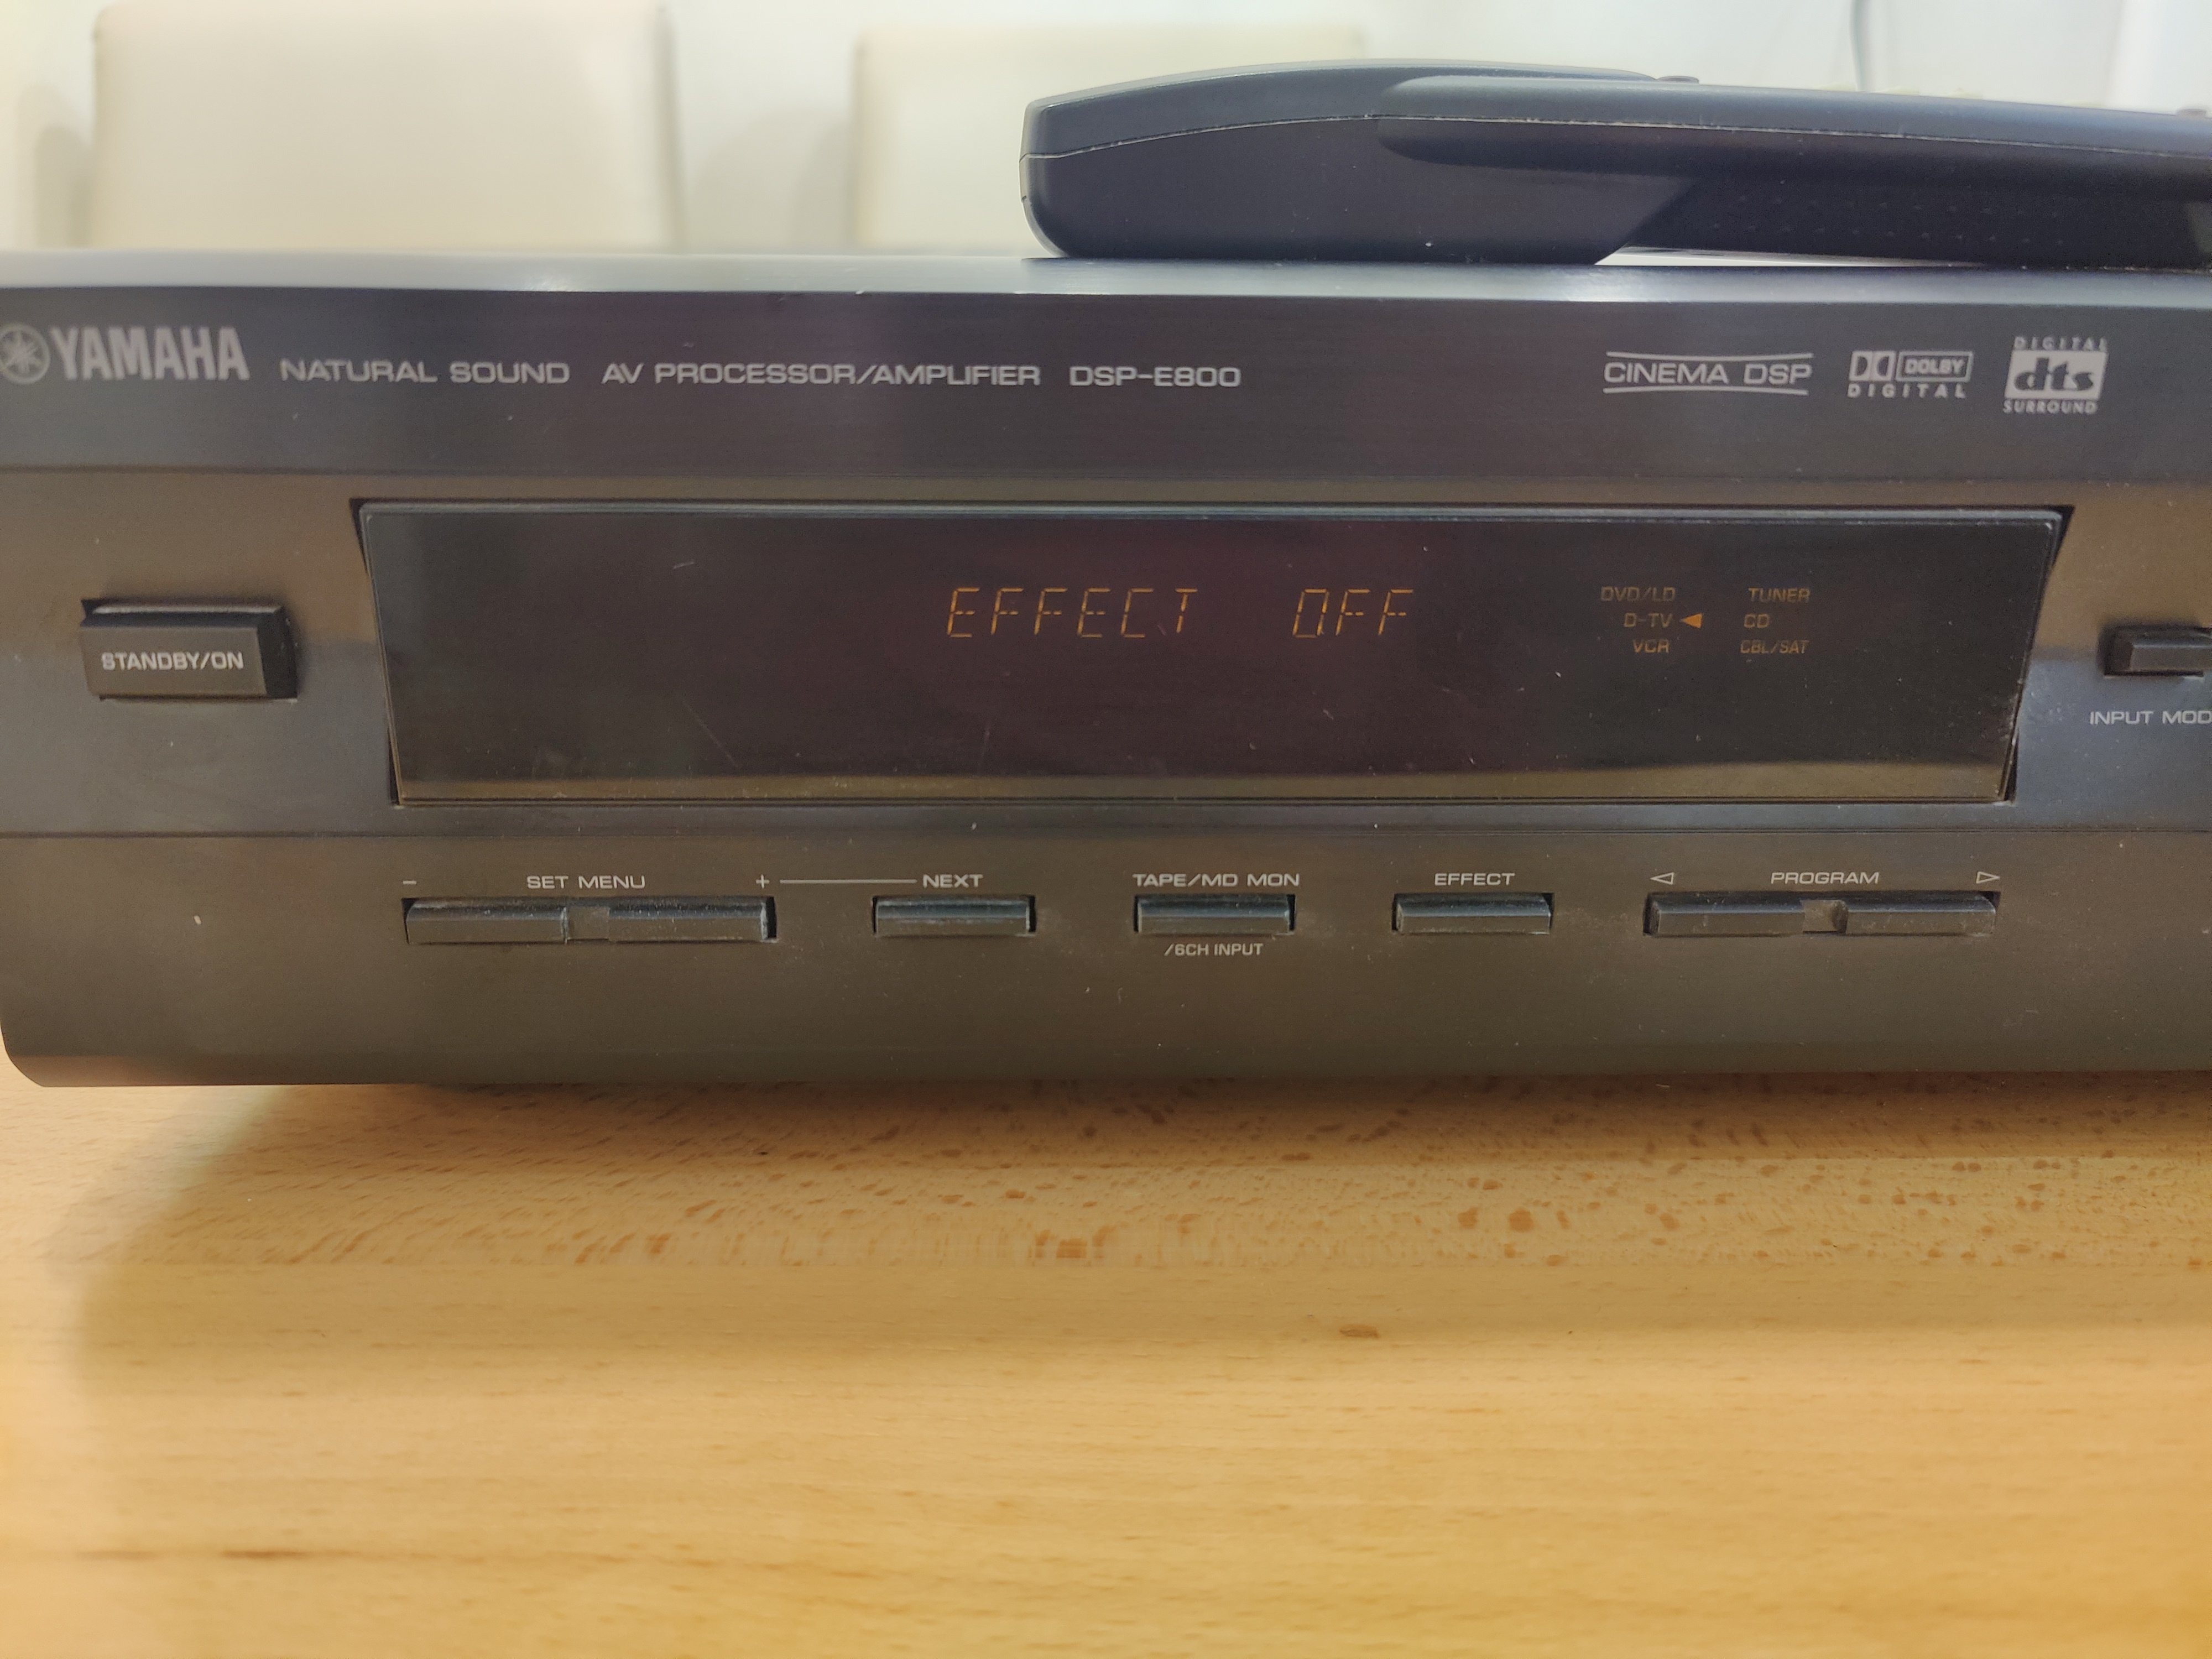 YAMAHA NATURAL SOUND AV PROCESSOR/AMPLIFIER DSP-E800
CINEMA DSP
DOLBY
DIGITAL
DIGITAL
dts
SURROUND
STANDBY/ON
EFFECT OFF
DVD/LD TUNER
D-TV CD
VCR CBL/SAT
INPUT MOD
- SET MENU + NEXT TAPE/MD MON EFFECT PROGRAM
/6CH INPUT